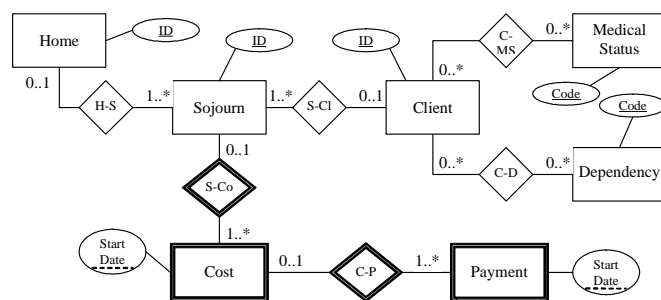 Home
ID
ID
ID
C-
MS
0..*
0..*
Medical
Status
0..1
H-S
1..*
Sojourn
1..*
S-Cl
0..1
Client
Code
Code
0..1
0..*
C-D
0..*
Dependency
S-Co
Start
Date
1..*
Cost
0..1
C-P
1..*
Payment
Start
Date